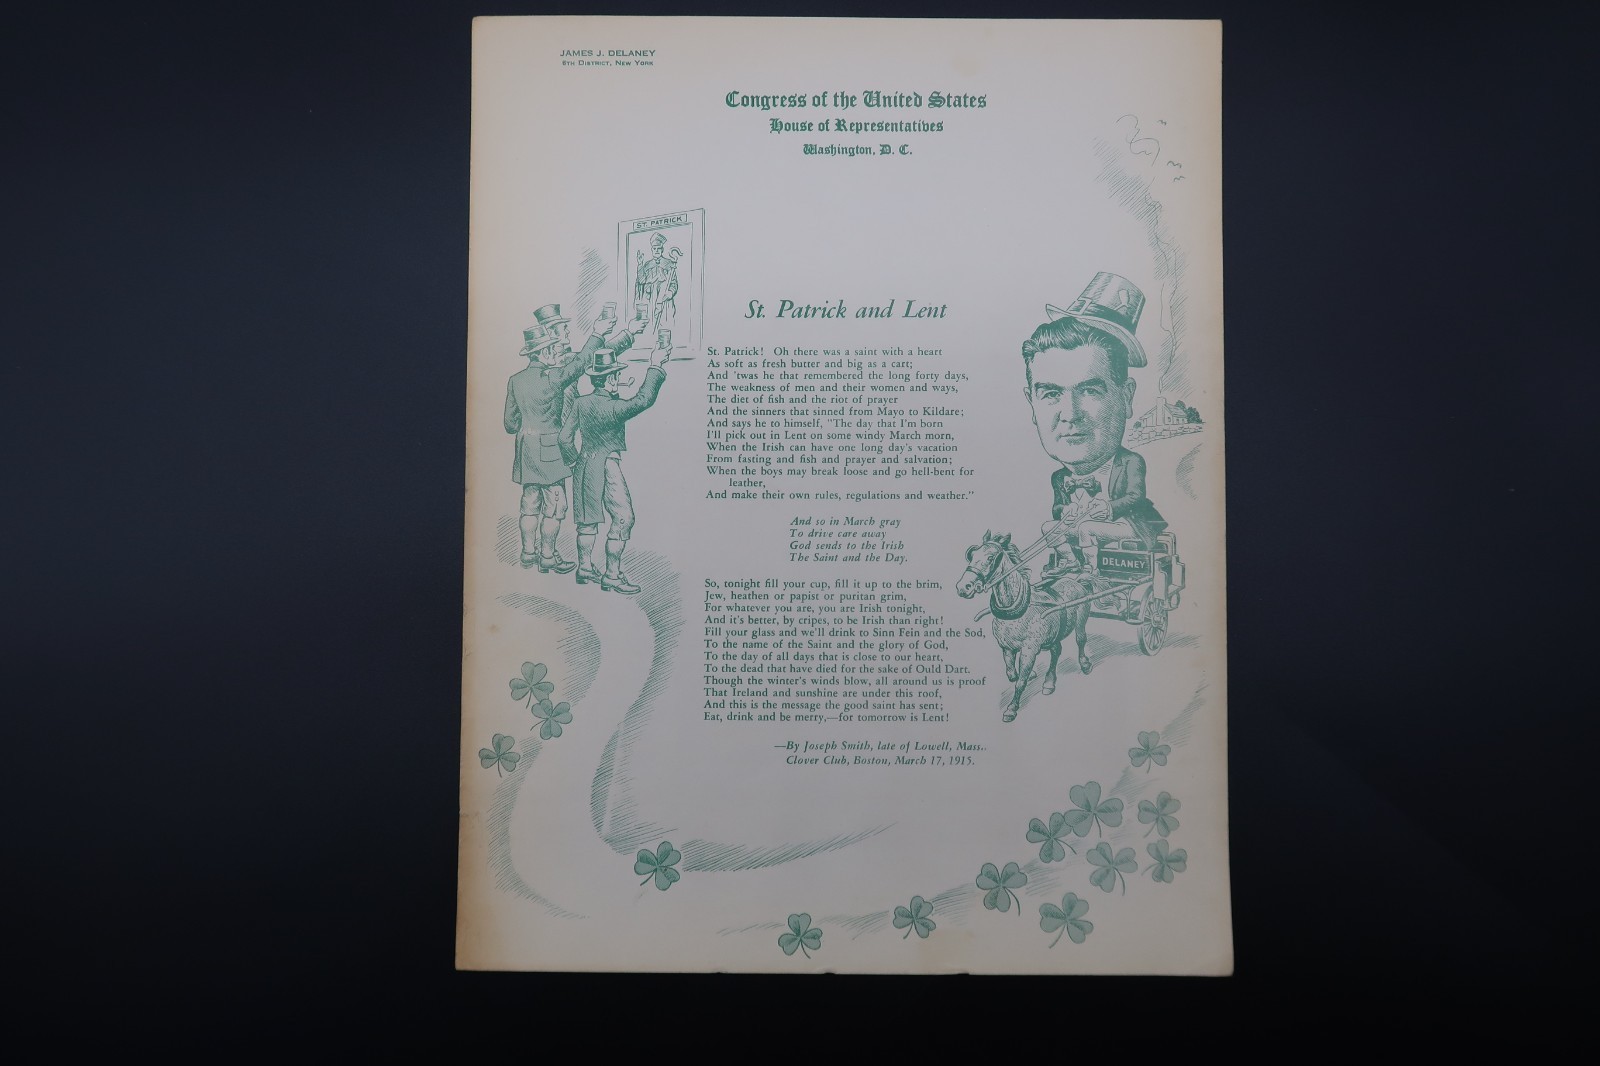 JAMES J. DELANEY
8TH DISTRICT, NEW YORK
Congress of the United States
House of Representatives
Washington, D. C.
ST. PATRICK
St. Patrick and Lent
St. Patrick! Oh there was a saint with a heart
As soft as fresh butter and big as a cart;
And 'twas he that remembered the long forty days,
The weakness of men and their women and ways,
The diet of fish and the riot of prayer
And the sinners that sinned from Mayo to Kildare;
And says he to himself, "The day that I'm born
I'll pick out in Lent on some windy March morn,
When the Irish can have one long day's vacation
From fasting and fish and prayer and salvation;
When the boys may break loose and go hell-bent for
leather,
And make their own rules, regulations and weather."
And so in March gray
To drive care away
God sends to the Irish
The Saint and the Day.
So, tonight fill your cup, fill it up to the brim,
Jew, heathen or papist or puritan grim,
For whatever you are, you are Irish tonight,
And it's better, by cripes, to be Irish than right!
Fill your glass and we'll drink to Sinn Fein and the Sod,
To the name of the Saint and the glory of God,
To the day of all days that is close to our heart,
To the dead that have died for the sake of Ould Dart.
Though the winter's winds blow, all around us is proof
That Ireland and sunshine are under this roof,
And this is the message the good saint has sent;
Eat, drink and be merry,—for tomorrow is Lent!
—By Joseph Smith, late of Lowell, Mass..
Clover Club, Boston, March 17, 1915.
DELANEY